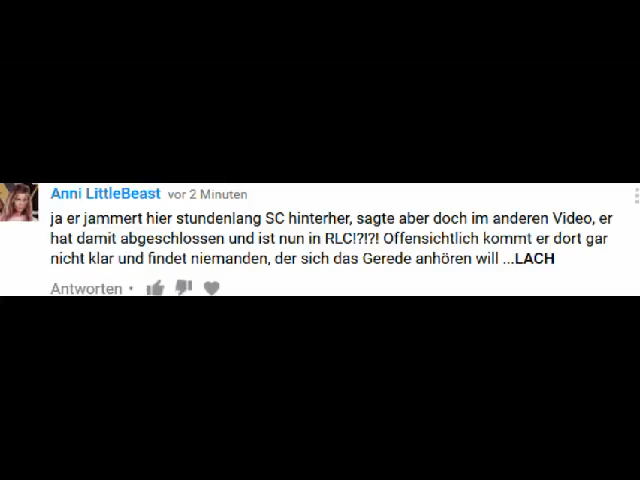 Anni LittleBeast vor 2 Minuten
ja er jammert hier stundenlang SC hinterher, sagte aber doch im anderen Video, er
hat damit abgeschlossen und ist nun in RLC!?!?! Offensichtlich kommt er dort gar
nicht klar und findet niemanden, der sich das Gerede anhören will ...LACH
Antworten •